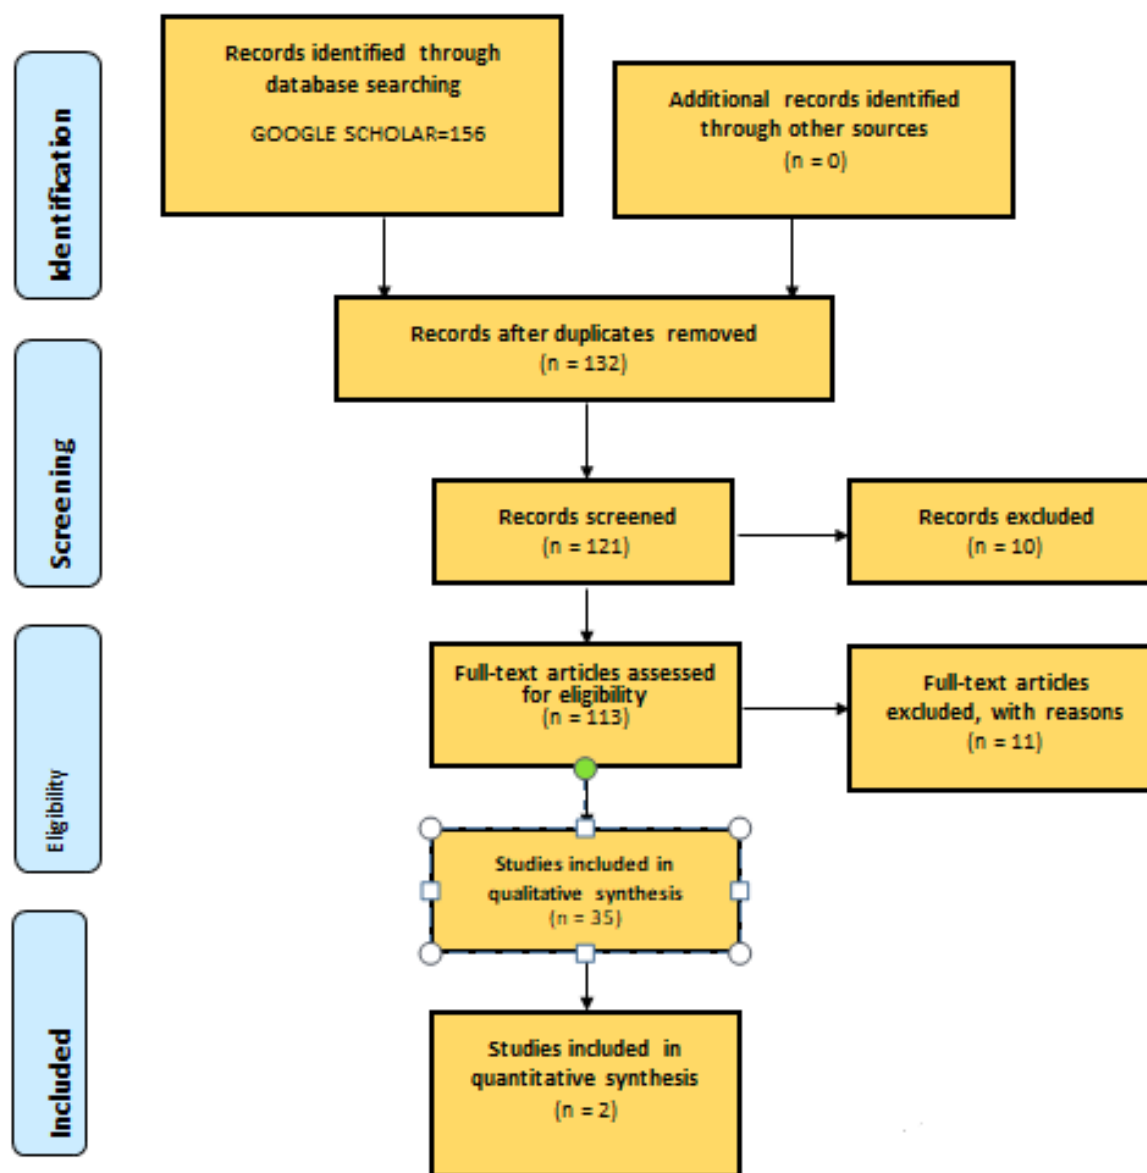 Identification
Records identified through
database searching
GOOGLE SCHOLAR=156
Additional records identified
through other sources
(n = 0)
Records after duplicates removed
(n = 132)
Screening
Records screened
(n = 121)
Records excluded
(n = 10)
Eligibility
Full-text articles assessed
for eligibility
(n = 113)
Full-text articles
excluded, with reasons
(n = 11)
Studies included in
qualitative synthesis
(n = 35)
Included
Studies included in
quantitative synthesis
(n = 2)